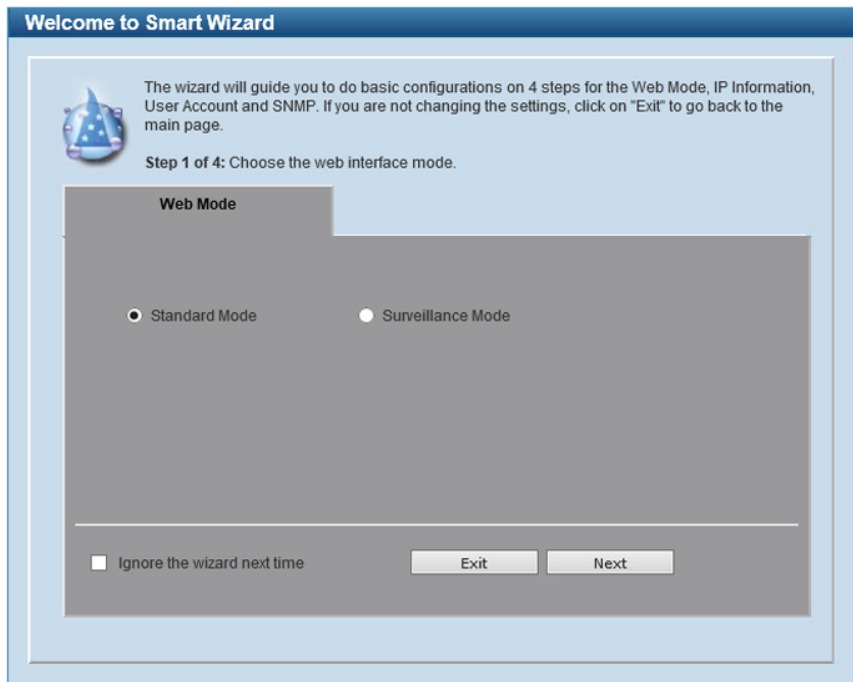 Welcome to Smart Wizard
The wizard will guide you to do basic configurations on 4 steps for the Web Mode, IP Information,
User Account and SNMP. If you are not changing the settings, click on "Exit" to go back to the
main page.
Step 1 of 4: Choose the web interface mode.
Web Mode
Standard Mode Surveillance Mode
Ignore the wizard next time Exit Next